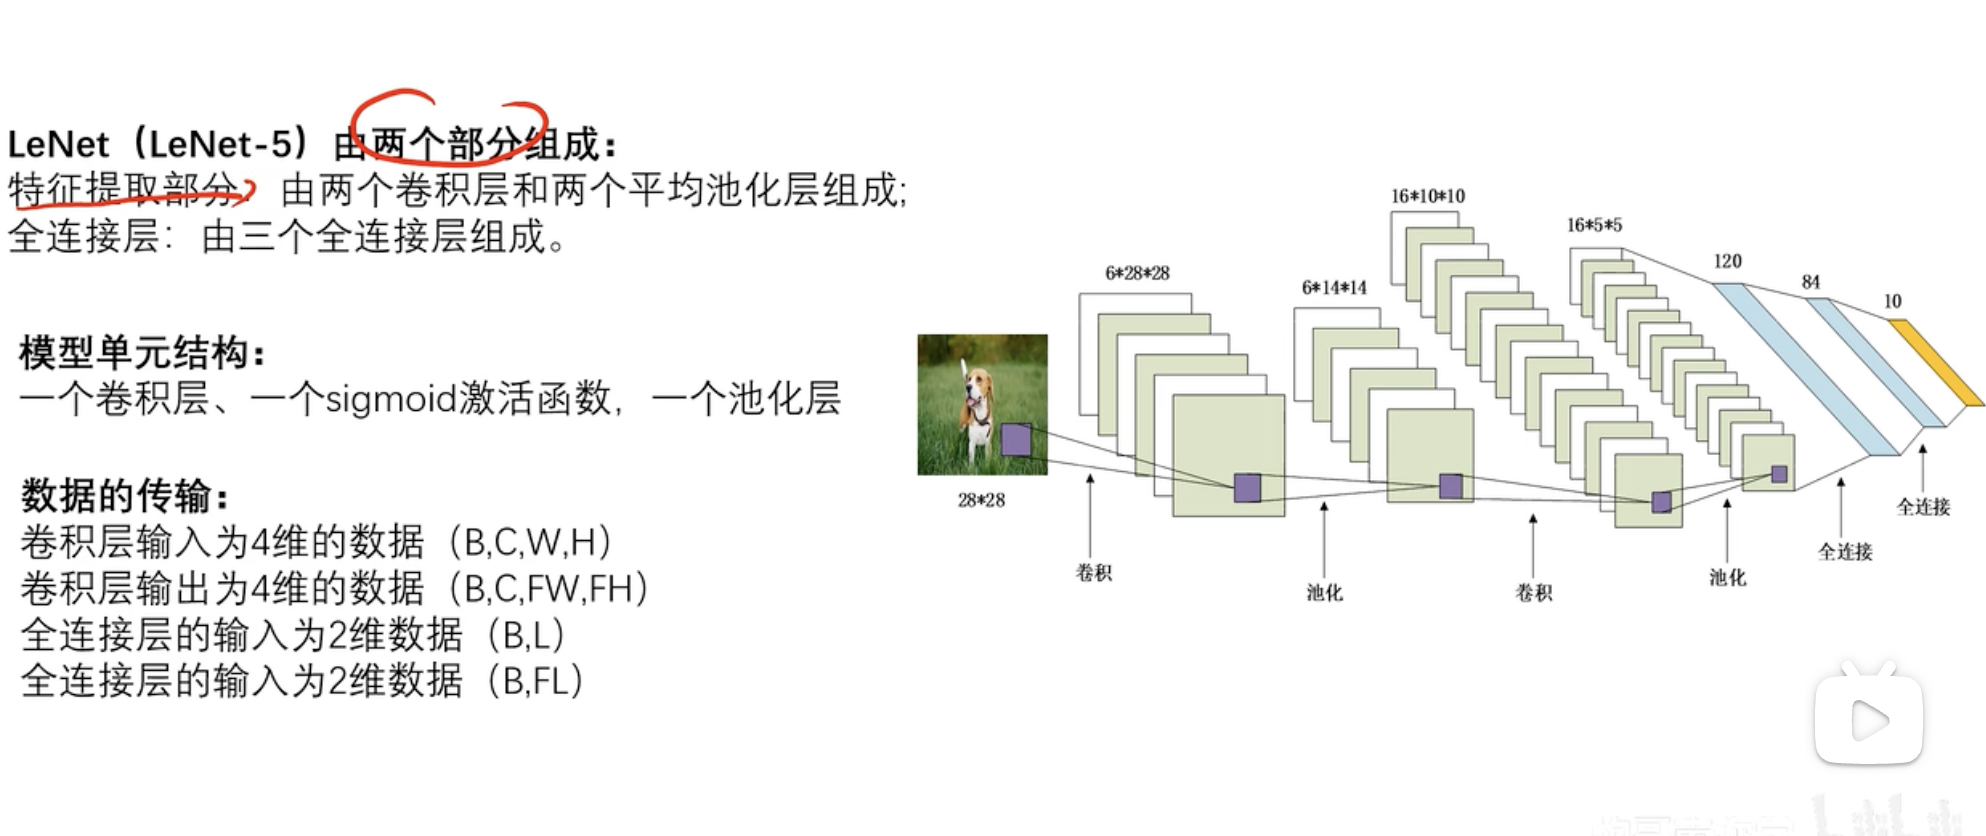 LeNet（LeNet-5）由两个部分组成：
特征提取部分：由两个卷积层和两个平均池化层组成;
全连接层：由三个全连接层组成。
模型单元结构：
一个卷积层、一个sigmoid激活函数，一个池化层
数据的传输：
卷积层输入为4维的数据（B,C,W,H）
卷积层输出为4维的数据（B,C,FW,FH）
全连接层的输入为2维数据（B,L）
全连接层的输入为2维数据（B,FL）
28*28
6*28*28
6*14*14
16*10*10
16*5*5
120
84
10
卷积
池化
卷积
池化
全连接
全连接